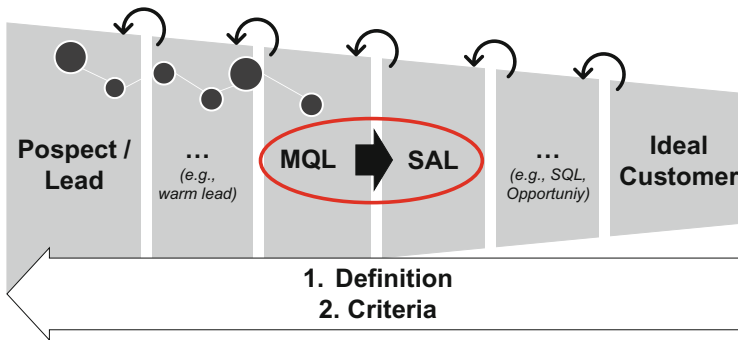 Pospect /
Lead
...
(e.g.,
warm lead)
MQL
SAL
...
(e.g., SQL,
Opportuniy)
Ideal
Customer
1. Definition
2. Criteria